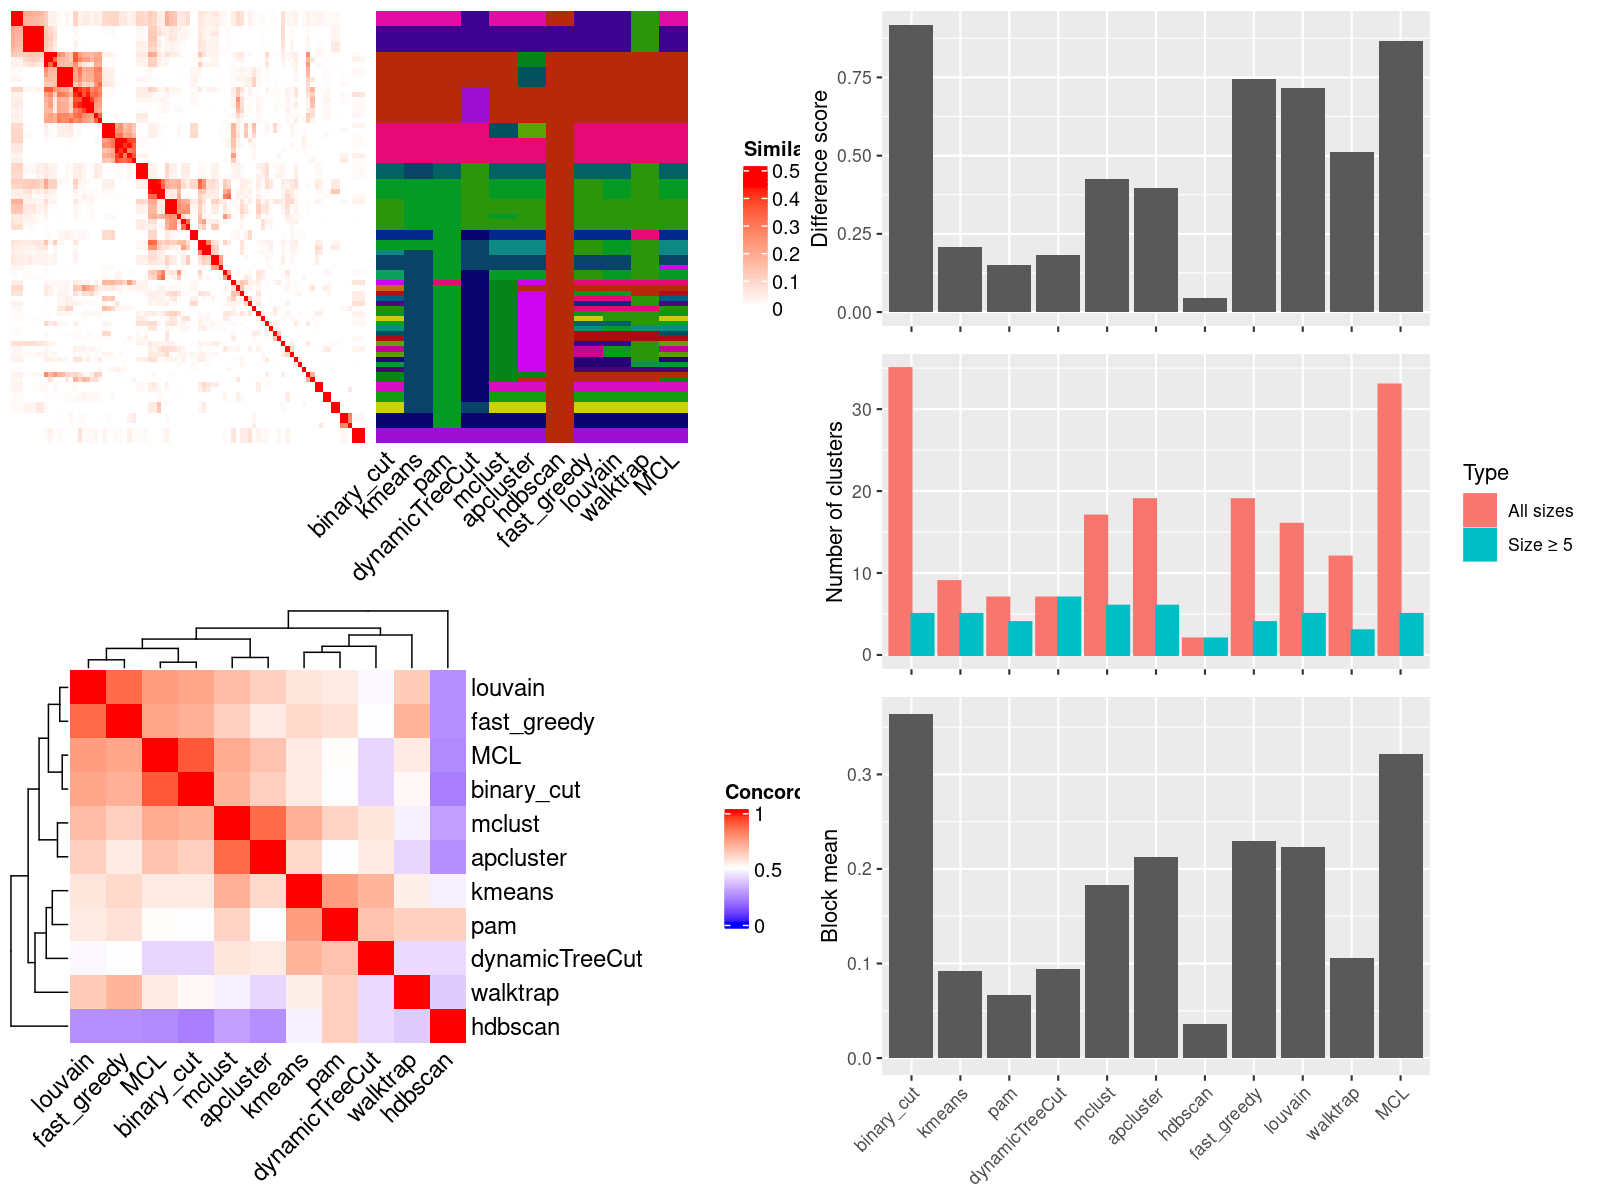 Simila
0.5
0.4
0.3
0.2
0.1
0
binary_cut
kmeans
pam
dynamicTreeCut
mclust
apcluster
hdbscan
fast_greedy
louvain
walktrap
MCL
louvain
fast_greedy
MCL
binary_cut
mclust
apcluster
kmeans
pam
dynamicTreeCut
walktrap
hdbscan
louvain
fast_greedy
MCL
binary_cut
mclust
apcluster
kmeans
pam
dynamicTreeCut
walktrap
hdbscan
Concord
1
0.5
0
Difference score
0.75
0.50
0.25
0.00
Number of clusters
30
20
10
0
Type
All sizes
Size ≥ 5
Block mean
0.3
0.2
0.1
0.0
binary_cut
kmeans
pam
dynamicTreeCut
mclust
apcluster
hdbscan
fast_greedy
louvain
walktrap
MCL